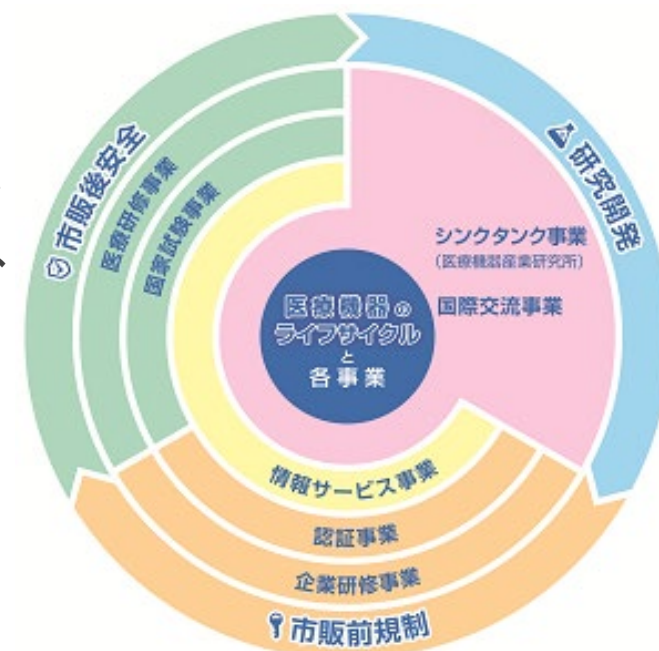 市販後安全
医療研修事業
国家試験事業
研究開発
シンクタンク事業
(医療機器産業研究所)
国際交流事業
医療機器の
ライフサイクル
と
各事業
情報サービス事業
認証事業
企業研修事業
市販前規制